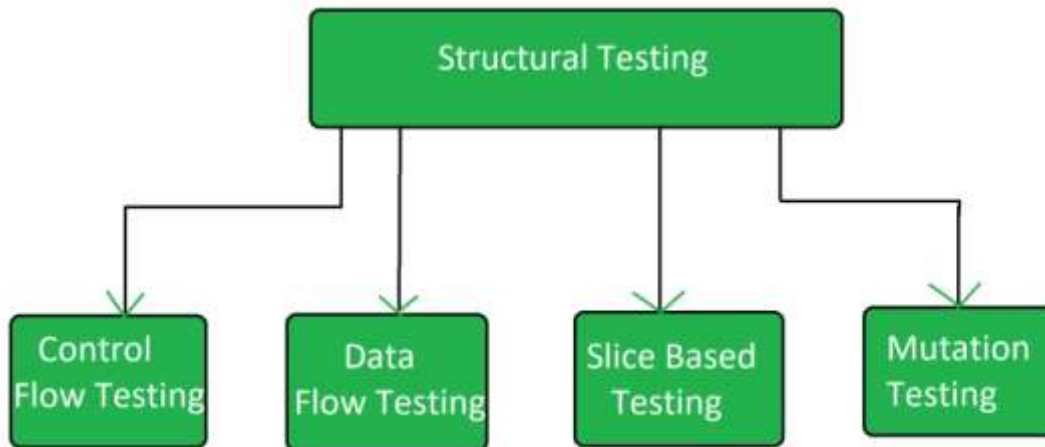 Structural Testing
Control
Flow Testing
Data
Flow Testing
Slice Based
Testing
Mutation
Testing